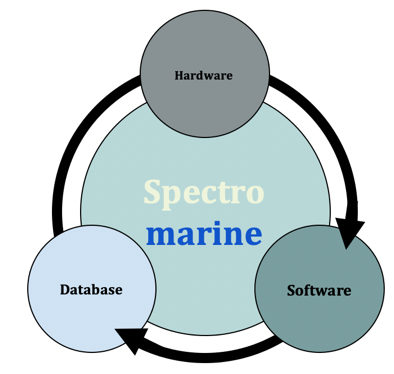 Hardware
Spectro
marine
Database
Software